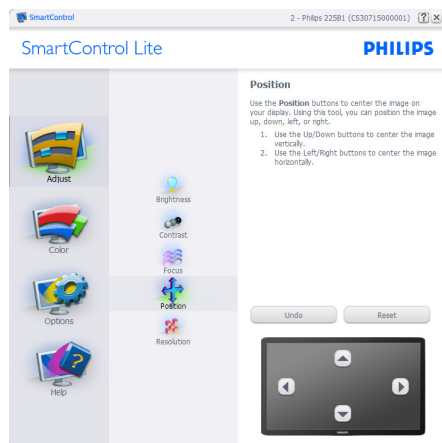 SmartControl
2 - Philips 225B1 (CS30715000001)
SmartControl Lite
PHILIPS
Position
Use the Position buttons to center the image on
your display. Using this tool, you can position the image
up, down, left, or right.
1. Use the Up/Down buttons to center the image
vertically.
2. Use the Left/Right buttons to center the image
horizontally.
Adjust
Color
Options
Help
Brightness
Contrast
Focus
Position
Resolution
Undo
Reset
PHILIPS